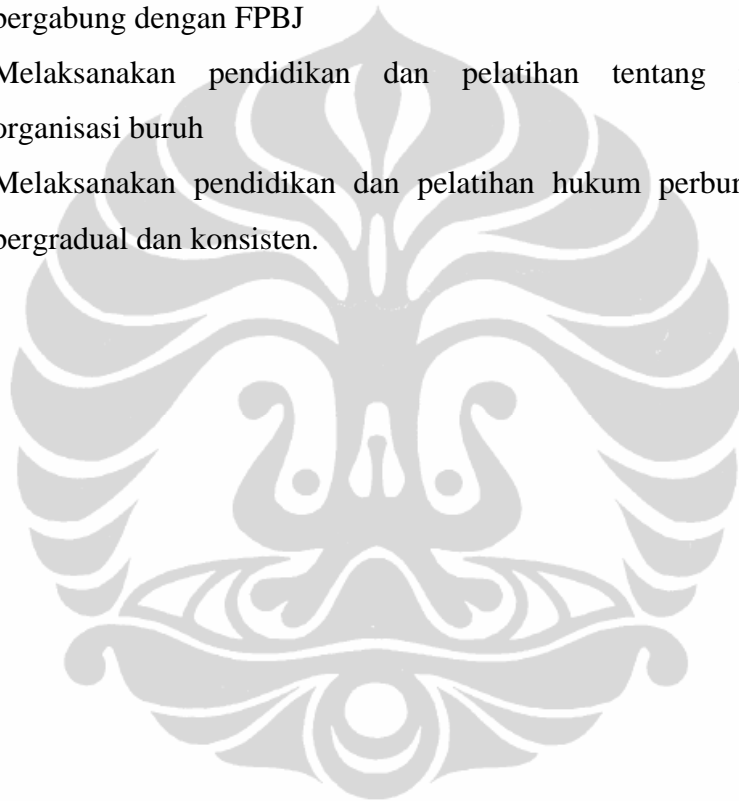 bergabung dengan FPBJ
Melaksanakan pendidikan dan pelatihan tentang
organisasi buruh
Melaksanakan pendidikan dan pelatihan hukum
bergradual dan konsisten.